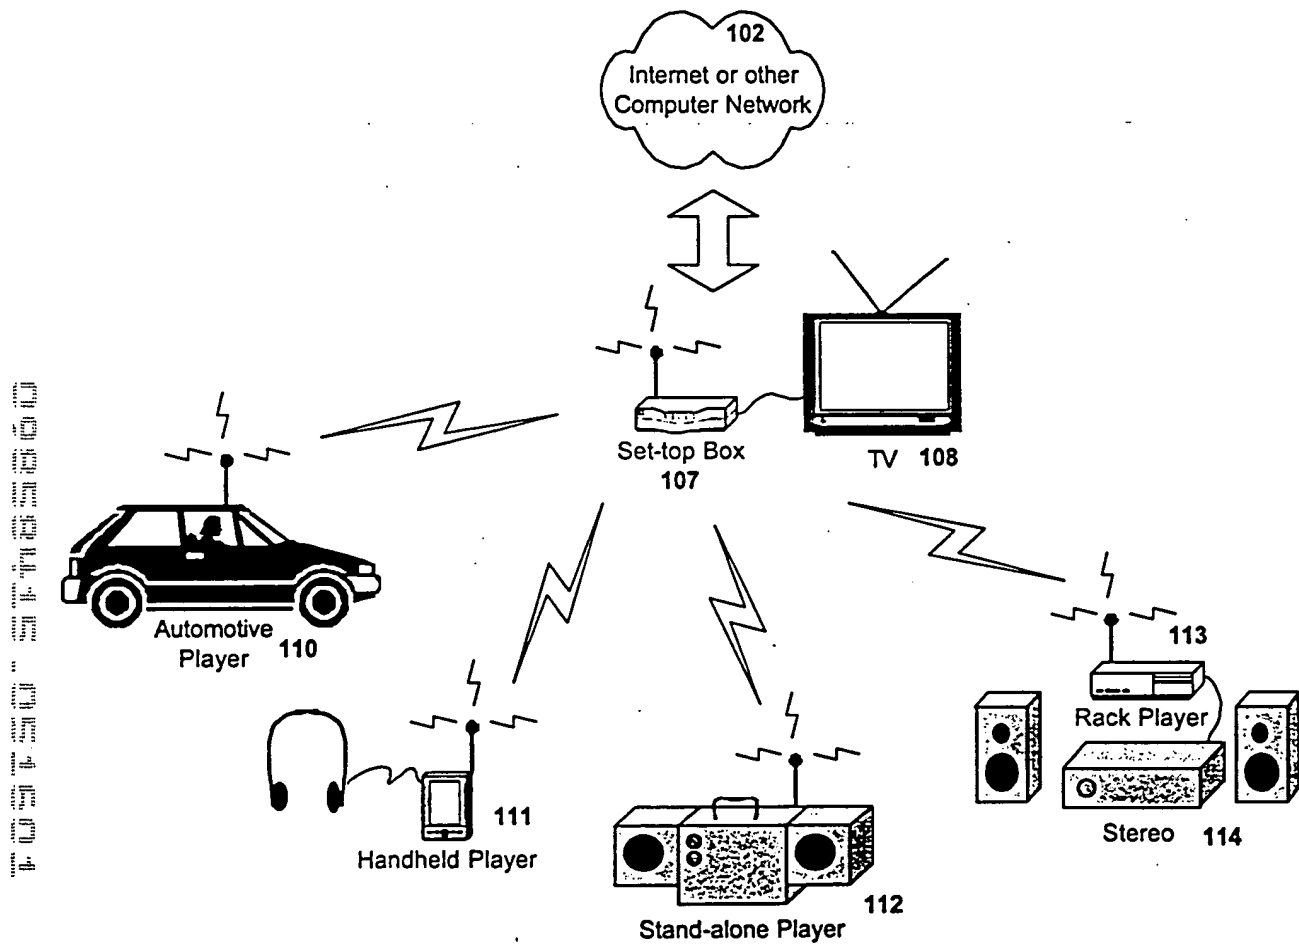 102
Internet or other
Computer Network
Set-top Box
107
TV 108
Automotive
Player 110
113
Rack Player
111
Handheld Player
Stereo 114
112
Stand-alone Player